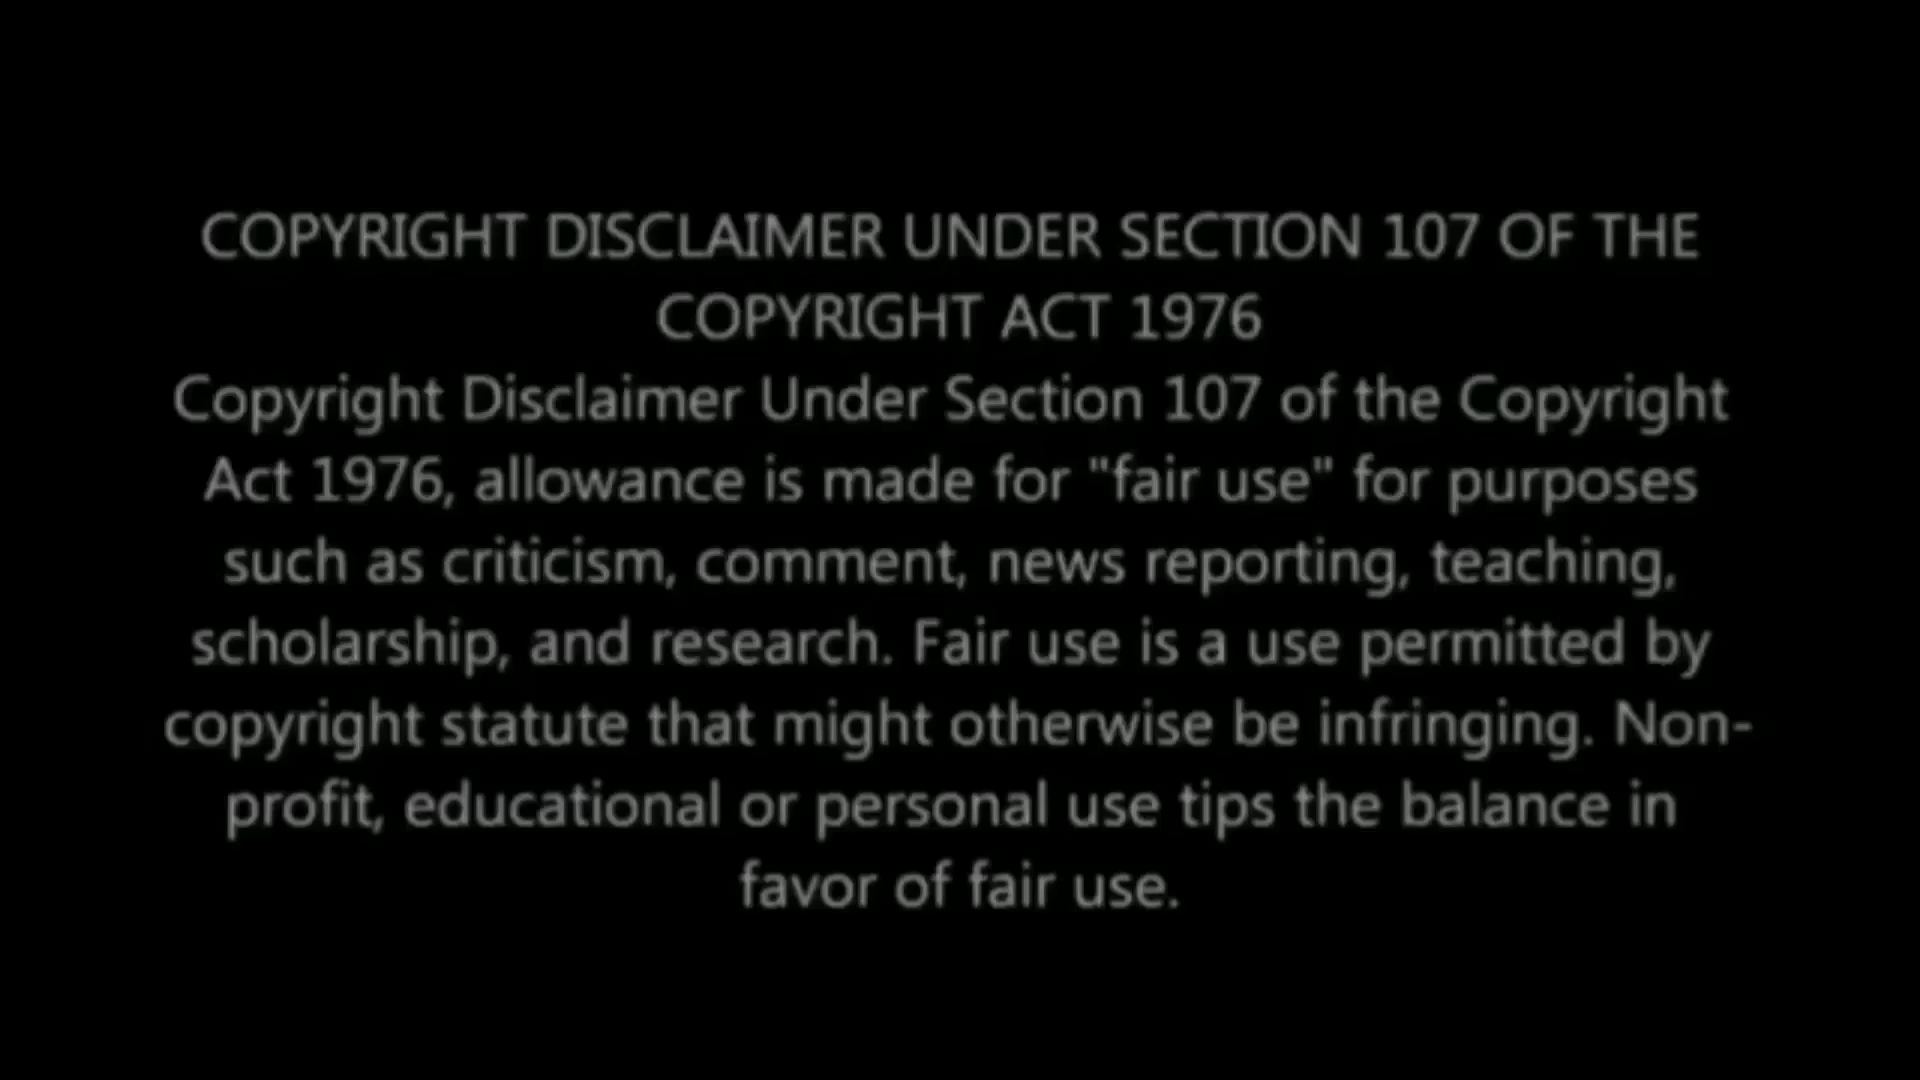 COPYRIGHT DISCLAIMER UNDER SECTION 107 OF THE
COPYRIGHT ACT 1976
Copyright Disclaimer Under Section 107 of the Copyright
Act 1976, allowance is made for "fair use" for purposes
such as criticism, comment, news reporting, teaching,
scholarship, and research. Fair use is a use permitted by
copyright statute that might otherwise be infringing. Non-
profit, educational or personal use tips the balance in
favor of fair use.